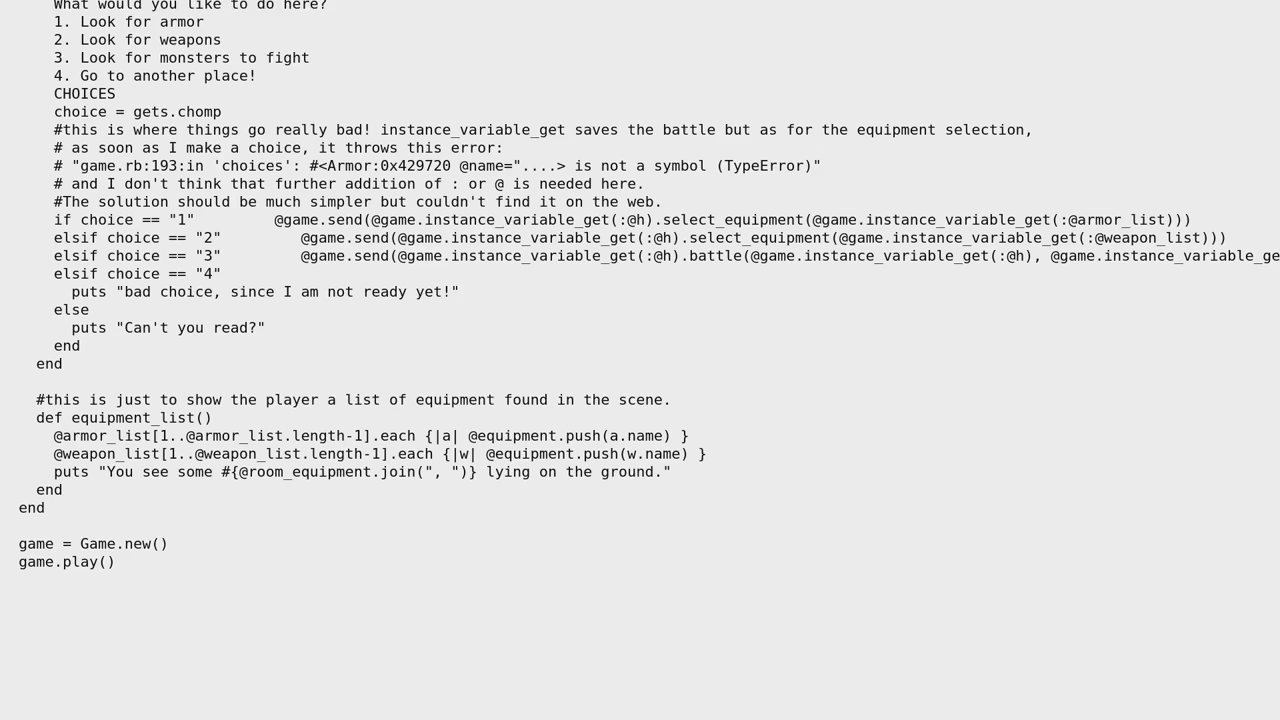 What would you like to do here?
1. Look for armor
2. Look for weapons
3. Look for monsters to fight
4. Go to another place!
CHOICES
choice = gets.chomp
#this is where things go really bad! instance_variable_get saves the battle but as for the equipment selection,
# as soon as I make a choice, it throws this error:
# "game.rb:193:in 'choices': #<Armor:0x429720 @name="....> is not a symbol (TypeError)"
# and I don't think that further addition of : or @ is needed here.
#The solution should be much simpler but couldn't find it on the web.
if choice == "1"         @game.send(@game.instance_variable_get(:@h).select_equipment(@game.instance_variable_get(:@armor_list)))
elsif choice == "2"         @game.send(@game.instance_variable_get(:@h).select_equipment(@game.instance_variable_get(:@weapon_list)))
elsif choice == "3"         @game.send(@game.instance_variable_get(:@h).battle(@game.instance_variable_get(:@h), @game.instance_variable_ge
elsif choice == "4"
puts "bad choice, since I am not ready yet!"
else
puts "Can't you read?"
end
end
#this is just to show the player a list of equipment found in the scene.
def equipment_list()
@armor_list[1..@armor_list.length-1].each {|a| @equipment.push(a.name) }
@weapon_list[1..@weapon_list.length-1].each {|w| @equipment.push(w.name) }
puts "You see some #{@room_equipment.join(", ")} lying on the ground."
end
end
game = Game.new()
game.play()